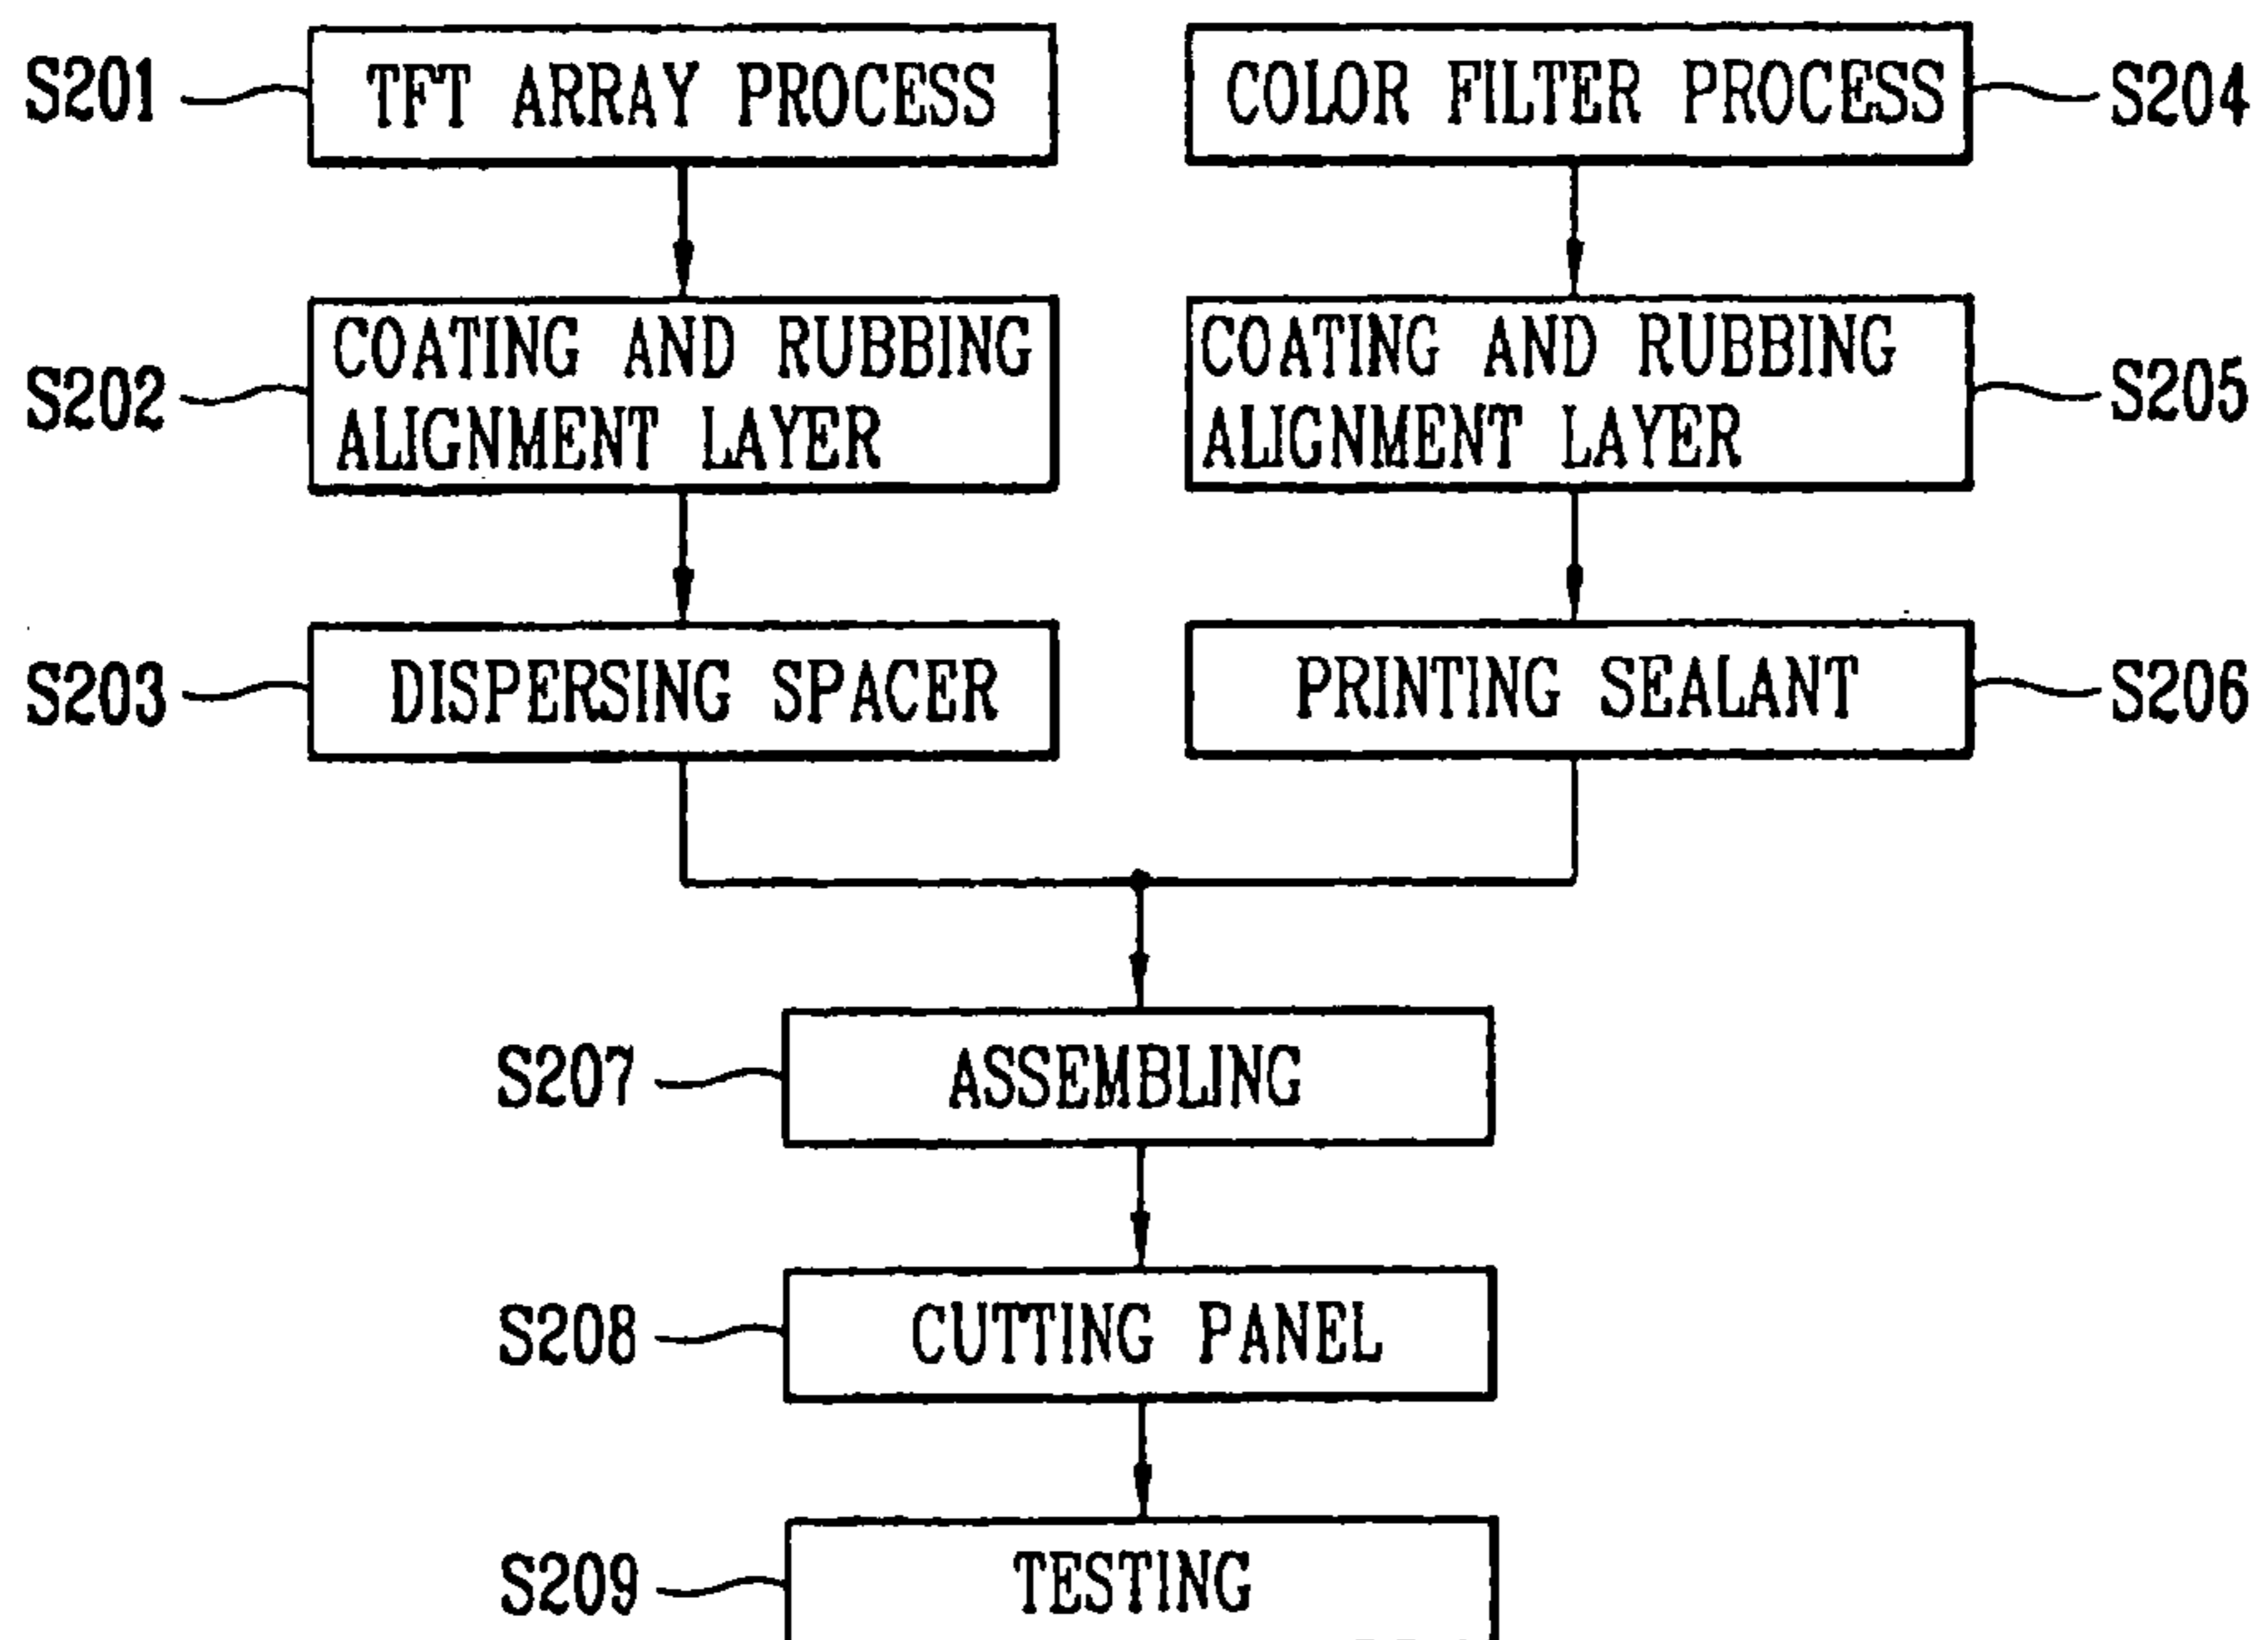 S201
TFT ARRAY PROCESS
COLOR FILTER PROCESS
S204
S202
COATING AND RUBBING
ALIGNMENT LAYER
COATING AND RUBBING
ALIGNMENT LAYER
S205
S203
DISPERSING SPACER
PRINTING SEALANT
S206
S207
ASSEMBLING
S208
CUTTING PANEL
S209
TESTING